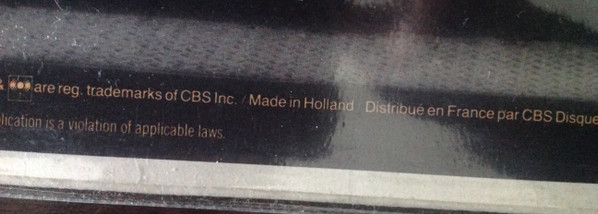 & are reg. trademarks of CBS Inc. / Made in Holland / Distribué en France par CBS Disque
lication is a violation of applicable laws.